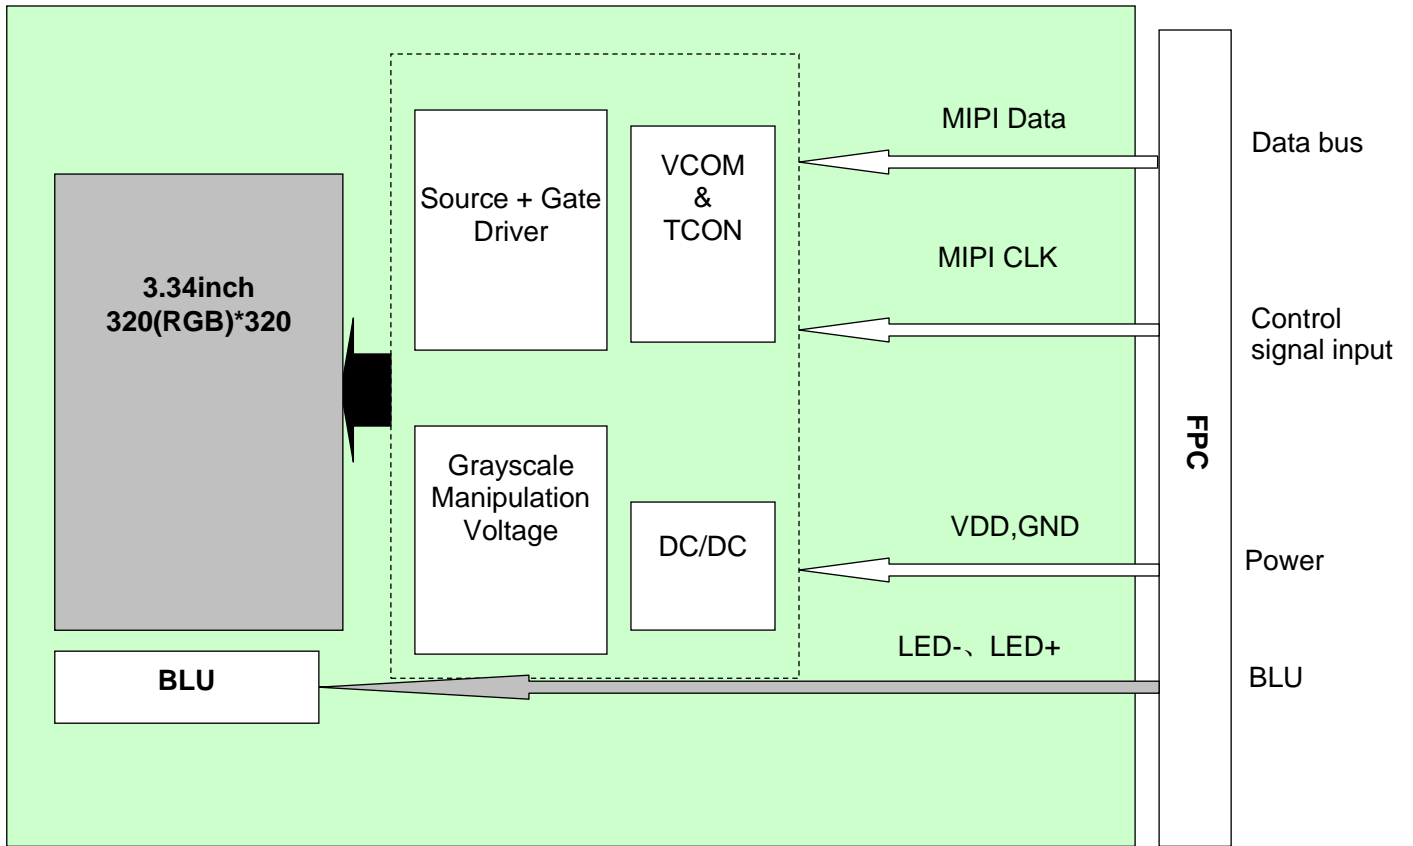 MIPI Data
Data bus
Source + Gate
Driver
VCOM
&
TCON
MIPI CLK
3.34inch
320(RGB)*320
Control
signal input
FPC
Grayscale
Manipulation
Voltage
DC/DC
VDD,GND
Power
LED-、LED+
BLU
BLU